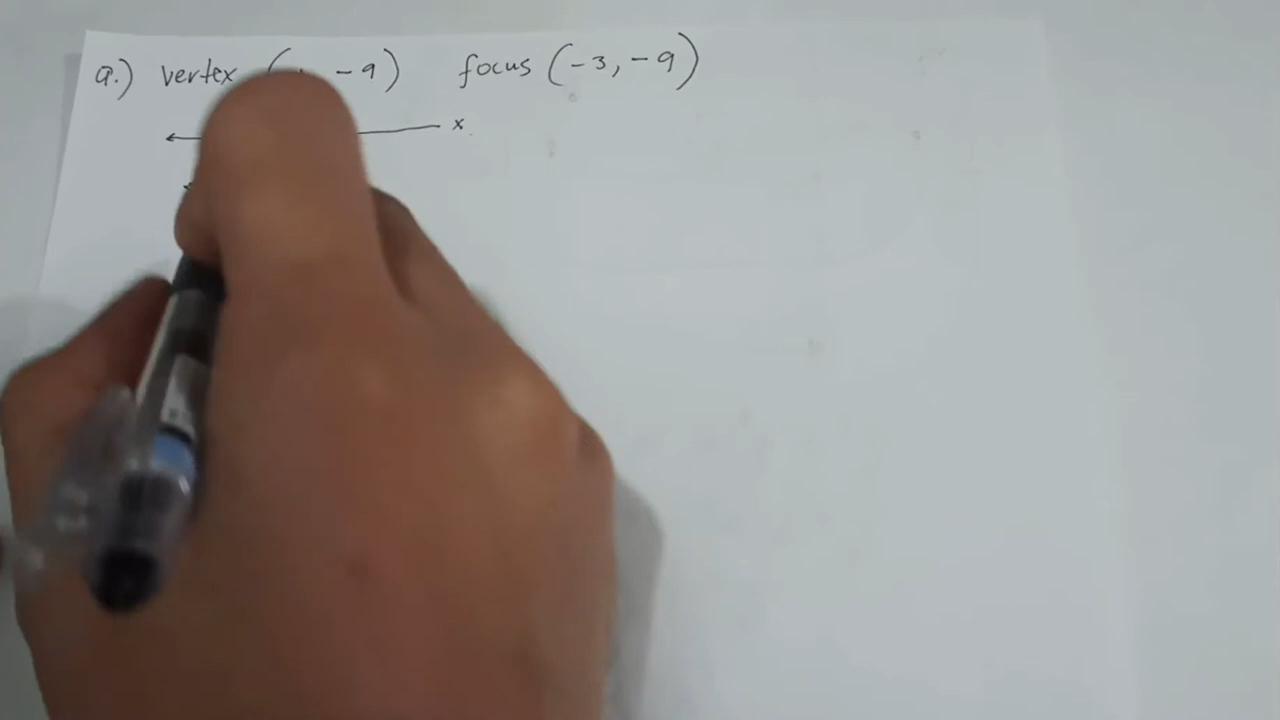 a.) vertex ( -9) focus (-3, -9)
x